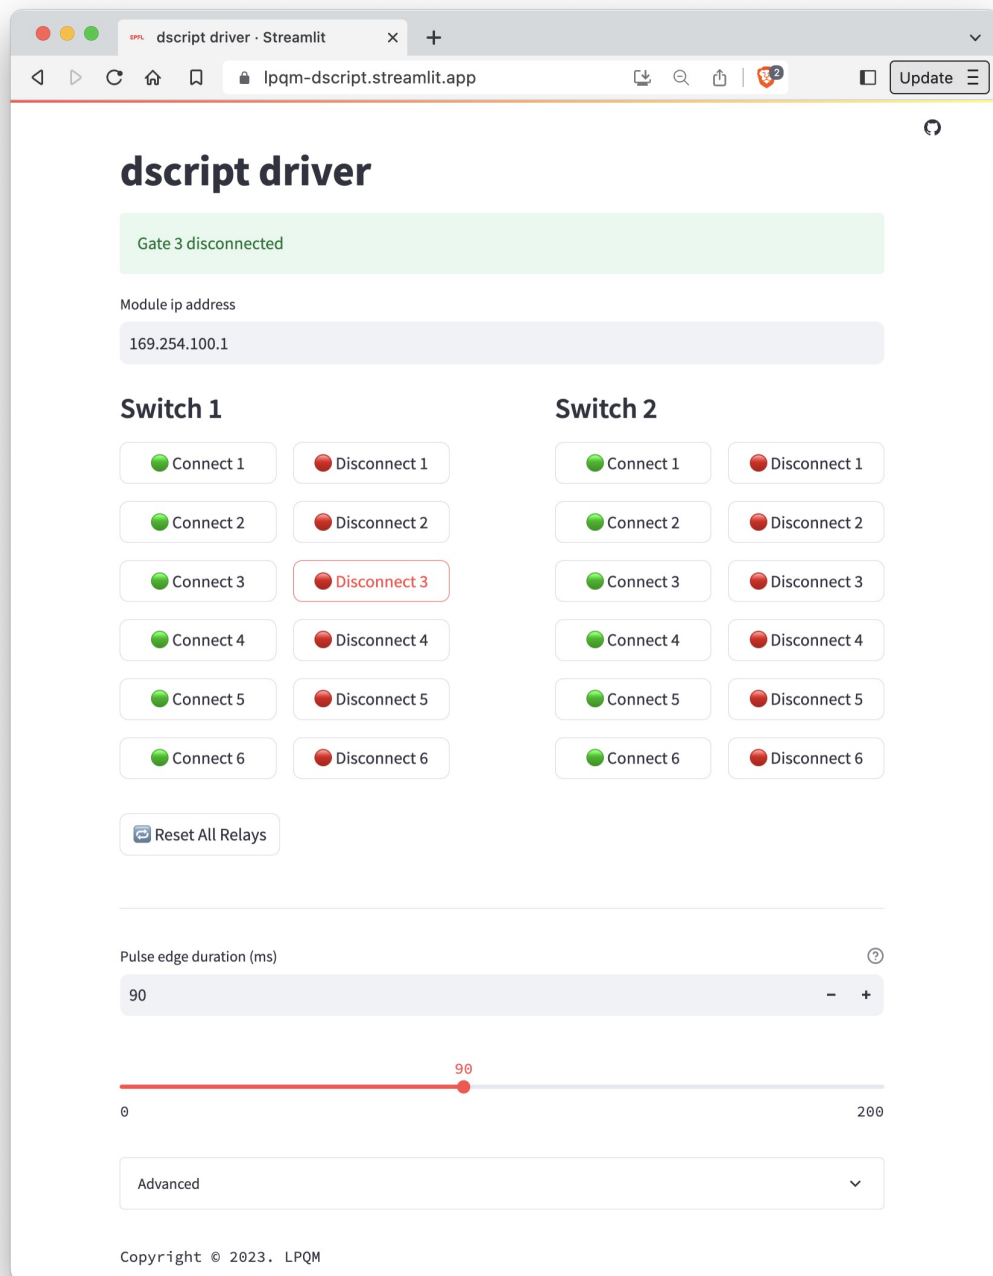 EPFL dscript driver · Streamlit
lpqm-dscript.streamlit.app
2
Update
dscript driver
Gate 3 disconnected
Module ip address
169.254.100.1
Switch 1 Switch 2
Connect 1 Disconnect 1 Connect 1 Disconnect 1
Connect 2 Disconnect 2 Connect 2 Disconnect 2
Connect 3 Disconnect 3 Connect 3 Disconnect 3
Connect 4 Disconnect 4 Connect 4 Disconnect 4
Connect 5 Disconnect 5 Connect 5 Disconnect 5
Connect 6 Disconnect 6 Connect 6 Disconnect 6
Reset All Relays
Pulse edge duration (ms)
90
90
0 200
Advanced
Copyright © 2023. LPQM